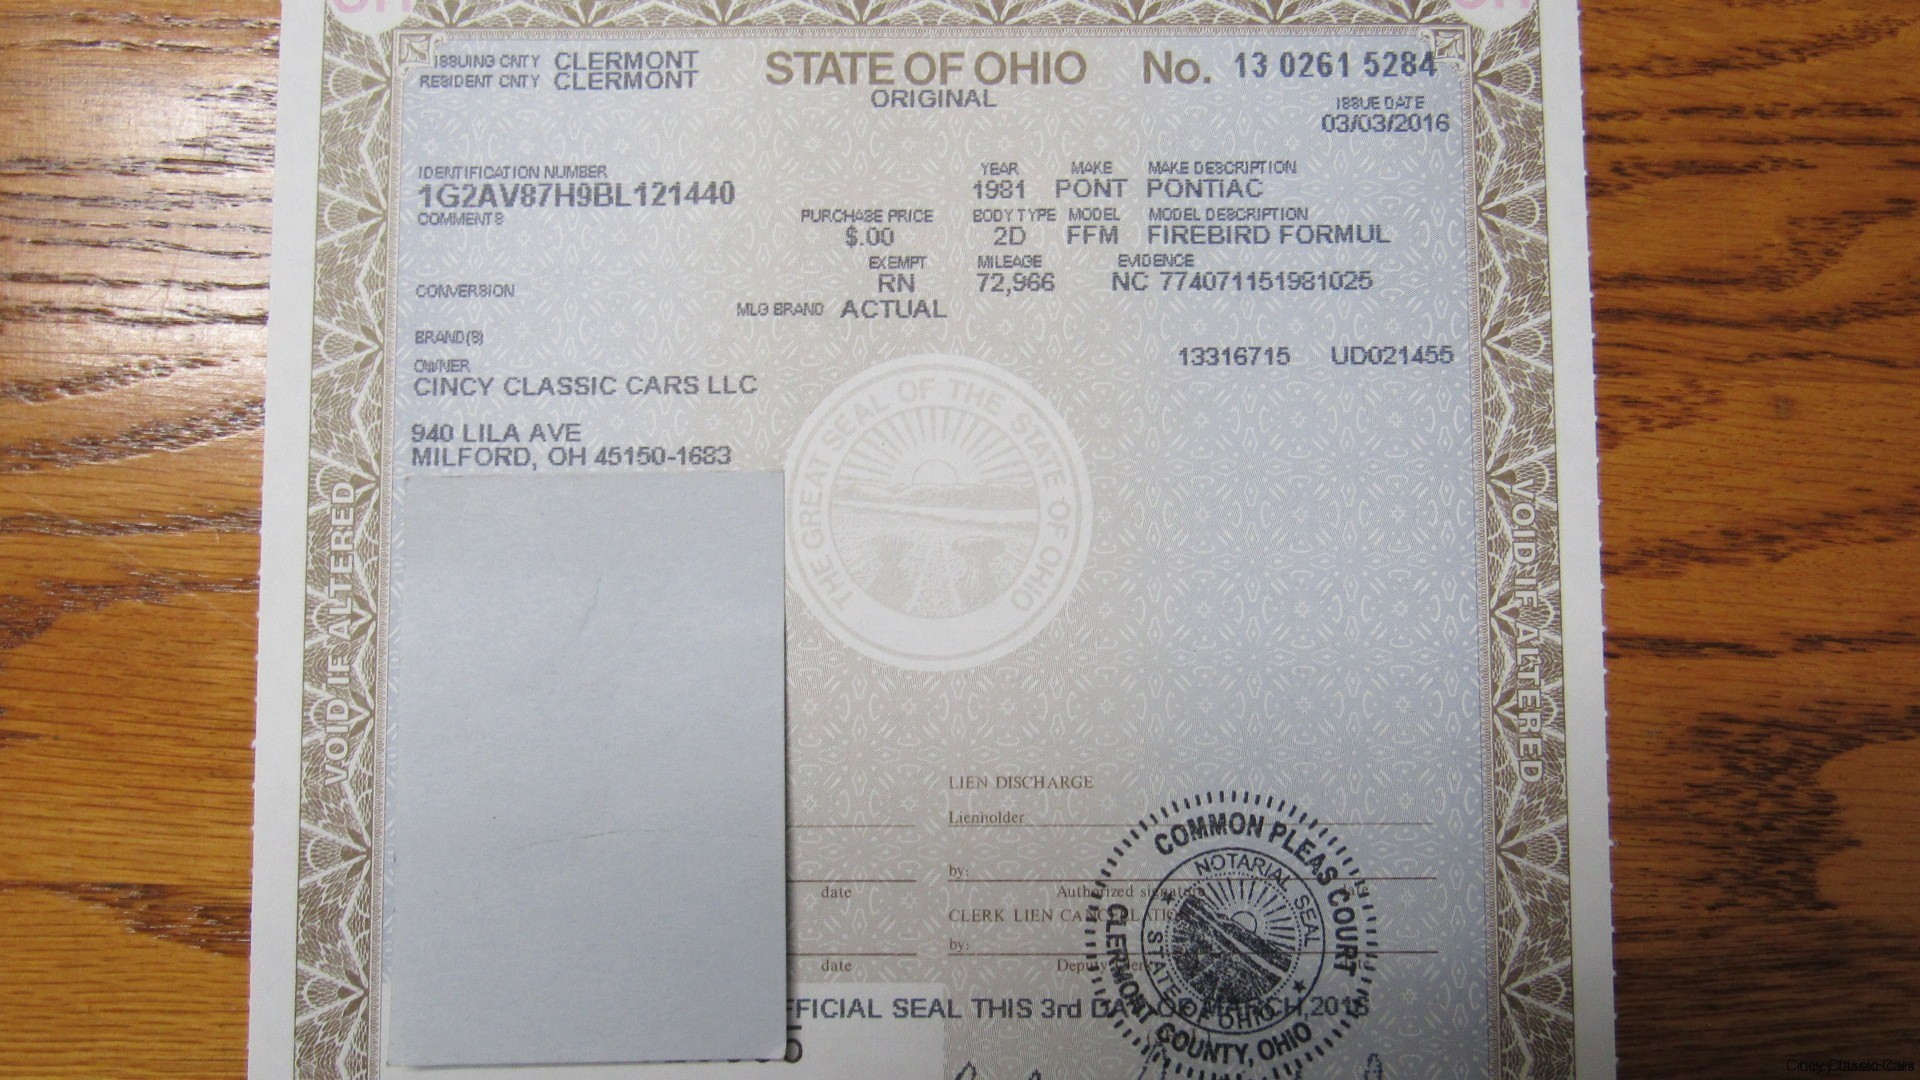 ISSUING CNTY CLERMONT
RESIDENT CNTY CLERMONT
STATE OF OHIO
ORIGINAL
No. 13 0261 5284
ISSUE DATE
03/03/2016
IDENTIFICATION NUMBER
1G2AV87H9BL121440
YEAR MAKE MAKE DESCRIPTION
1981 PONT PONTIAC
COMMENTS
PURCHASE PRICE BODY TYPE MODEL MODEL DESCRIPTION
$.00 2D FFM FIREBIRD FORMUL
EXEMPT MILEAGE EVIDENCE
RN 72,966 NC 774071151981025
CONVERSION
MLG BRAND ACTUAL
BRAND(S)
13316715 UD021455
OWNER
CINCY CLASSIC CARS LLC
940 LILA AVE
MILFORD, OH 45150-1683
THE GREAT SEAL OF THE STATE OF OHIO
VOID IF ALTERED
VOID IF ALTERED
LIEN DISCHARGE
Lienholder
by:
date Authorized signature date
CLERK LIEN CANCELLATION
by:
date Deputy
FFICIAL SEAL THIS 3rd DAY OF MARCH, 2016
COMMON PLEAS COURT
CLERMONT COUNTY, OHIO
NOTARIAL SEAL
STATE OF OHIO
Cincy Classic Cars